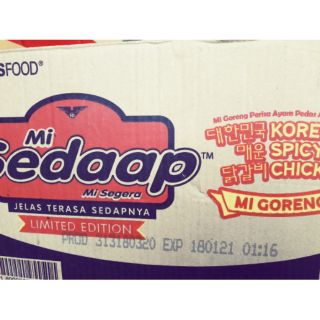 SFOOD®
Mi
Sedaap™
Mi Segera
JELAS TERASA SEDAPNYA
LIMITED EDITION
Mi Goreng Perisa Ayam Pedas
대한민국 KORE
매운 SPICY
닭갈비 CHICK
MI GORENG
PROD 313180320 EXP 180121 01:16